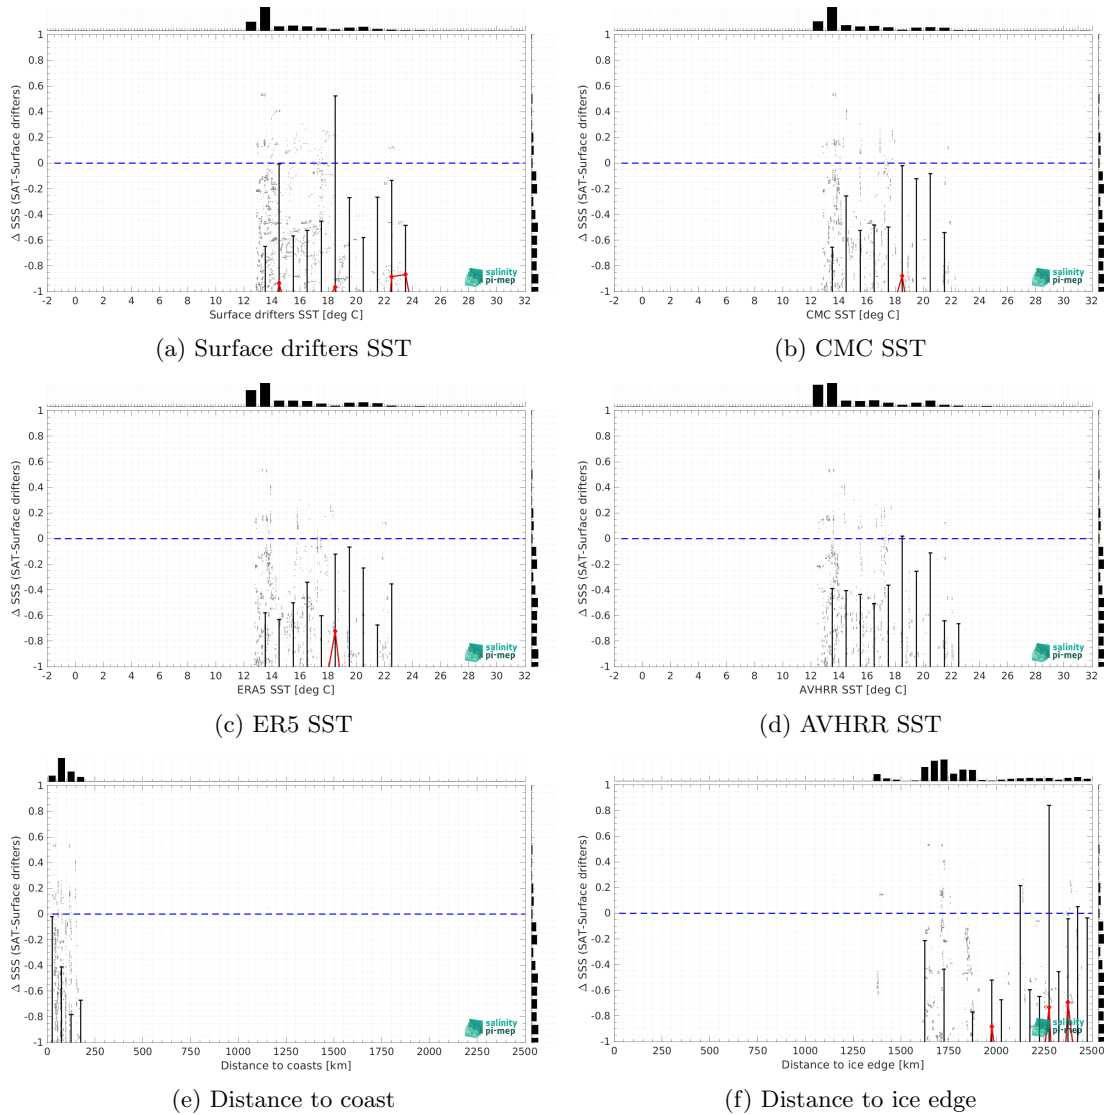 1
0.8
0.6
0.4
0.2
0
-0.2
-0.4
-0.6
-0.8
-1
Δ SSS (SAT-Surface drifters)
salinity
pi-mep
-2 0 2 4 6 8 10 12 14 16 18 20 22 24 26 28 30 32
Surface drifters SST [deg C]
(a) Surface drifters SST
1
0.8
0.6
0.4
0.2
0
-0.2
-0.4
-0.6
-0.8
-1
Δ SSS (SAT-Surface drifters)
salinity
pi-mep
-2 0 2 4 6 8 10 12 14 16 18 20 22 24 26 28 30 32
CMC SST [deg C]
(b) CMC SST
1
0.8
0.6
0.4
0.2
0
-0.2
-0.4
-0.6
-0.8
-1
Δ SSS (SAT-Surface drifters)
salinity
pi-mep
-2 0 2 4 6 8 10 12 14 16 18 20 22 24 26 28 30 32
ERA5 SST [deg C]
(c) ER5 SST
1
0.8
0.6
0.4
0.2
0
-0.2
-0.4
-0.6
-0.8
-1
Δ SSS (SAT-Surface drifters)
salinity
pi-mep
-2 0 2 4 6 8 10 12 14 16 18 20 22 24 26 28 30 32
AVHRR SST [deg C]
(d) AVHRR SST
1
0.8
0.6
0.4
0.2
0
-0.2
-0.4
-0.6
-0.8
-1
Δ SSS (SAT-Surface drifters)
salinity
pi-mep
0 250 500 750 1000 1250 1500 1750 2000 2250 2500
Distance to coasts [km]
(e) Distance to coast
1
0.8
0.6
0.4
0.2
0
-0.2
-0.4
-0.6
-0.8
-1
Δ SSS (SAT-Surface drifters)
salinity
pi-mep
0 250 500 750 1000 1250 1500 1750 2000 2250 2500
Distance to ice edge [km]
(f) Distance to ice edge